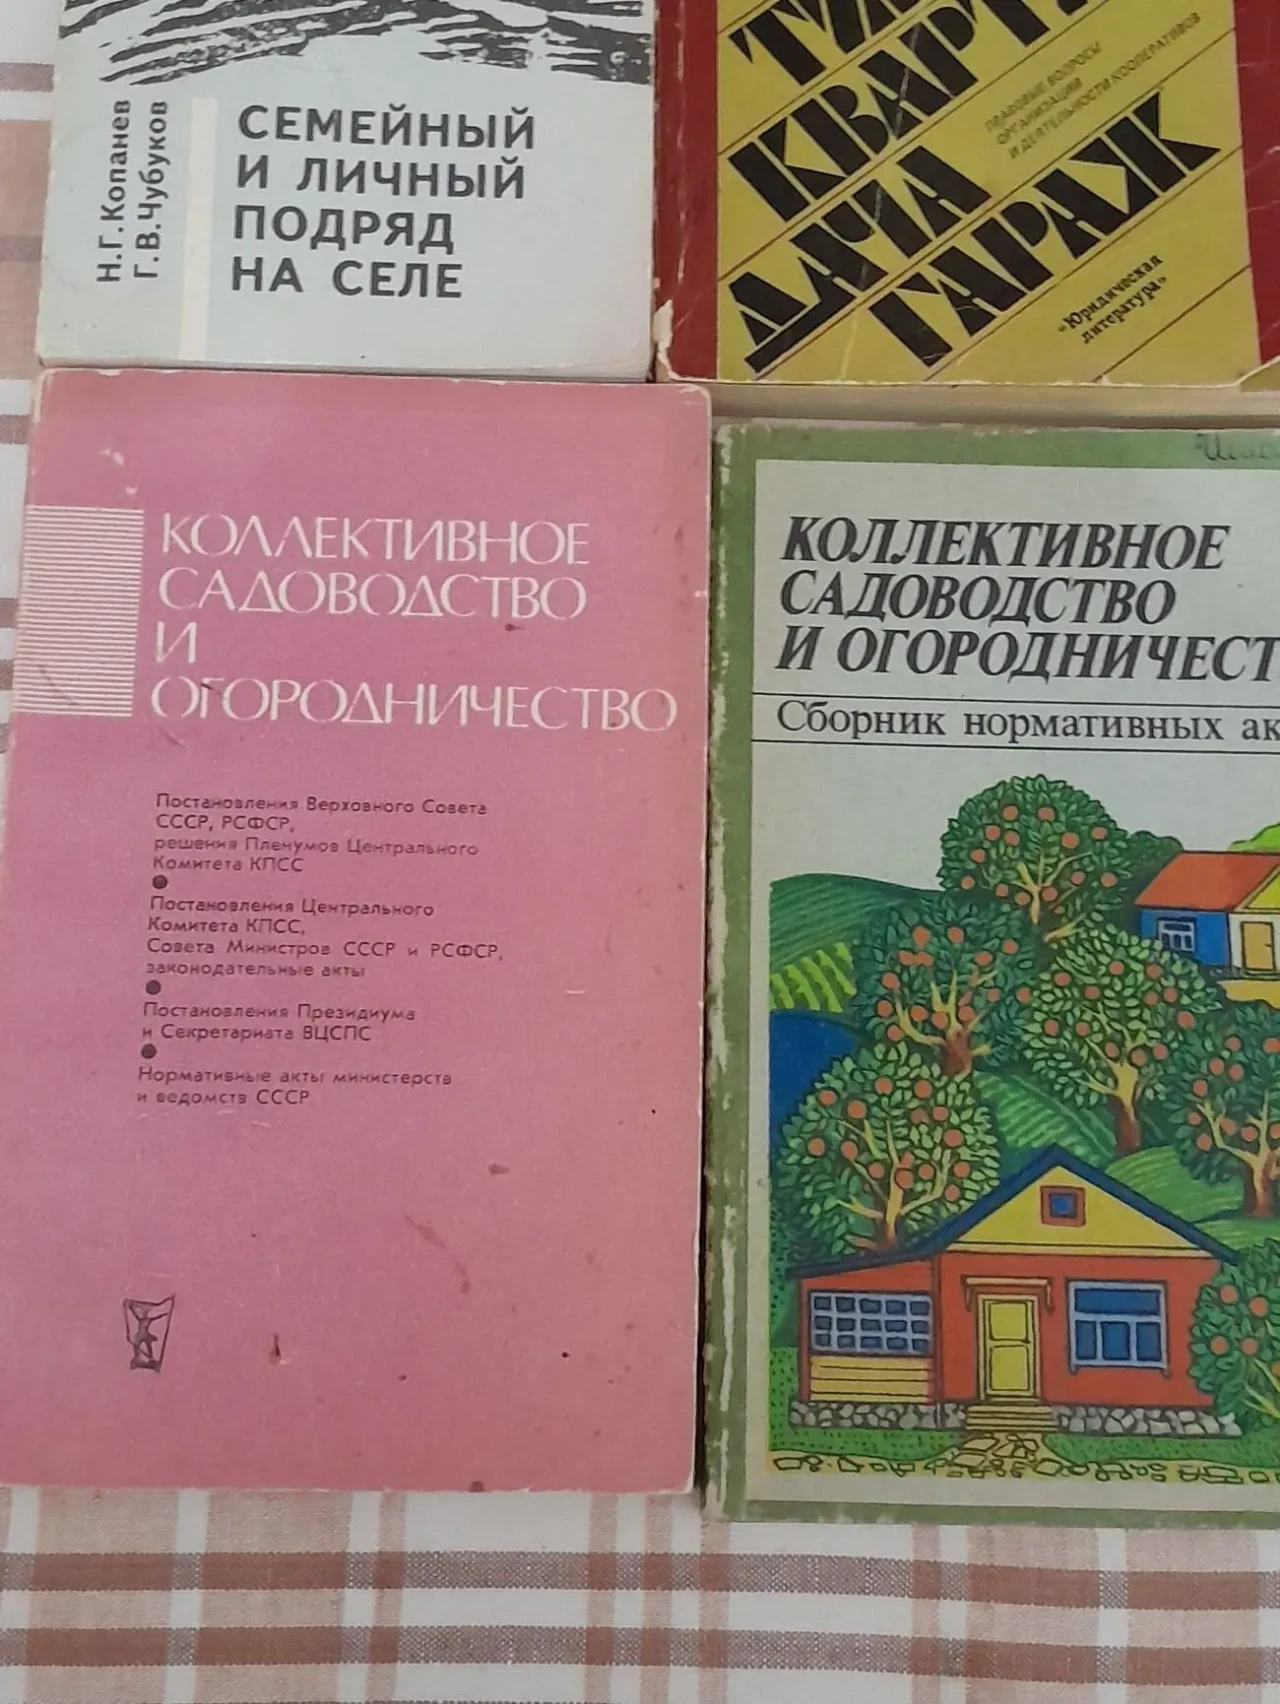 Н.Г.Копанев
Г.В.Чубуков
СЕМЕЙНЫЙ
И ЛИЧНЫЙ
ПОДРЯД
НА СЕЛЕ
КВАРТ
ДАЧА
ГАРАЖ
ПРАВОВЫЕ ВОПРОСЫ
ОРГАНИЗАЦИИ
И ДЕЯТЕЛЬНОСТИ КООПЕРАТИВОВ
«Юридическая
литература»
КОЛЛЕКТИВНОЕ
САДОВОДСТВО
И
ОГОРОДНИЧЕСТВО
Постановления Верховного Совета
СССР, РСФСР,
решения Пленумов Центрального
Комитета КПСС
Постановления Центрального
Комитета КПСС,
Совета Министров СССР и РСФСР,
законодательные акты
Постановления Президиума
и Секретариата ВЦСПС
Нормативные акты министерств
и ведомств СССР
КОЛЛЕКТИВНОЕ
САДОВОДСТВО
И ОГОРОДНИЧЕСТ
Сборник нормативных ак